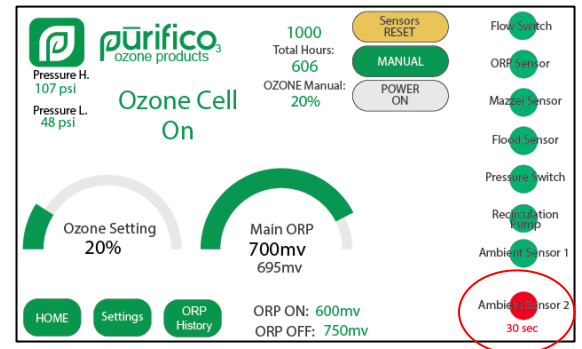 pūrifico3
ozone products
Pressure H.
107 psi
Pressure L.
48 psi
Ozone Cell
On
1000
Total Hours:
606
OZONE Manual:
20%
Sensors
RESET
MANUAL
POWER
ON
Ozone Setting
20%
Main ORP
700mv
695mv
HOME
Settings
ORP
History
ORP ON: 600mv
ORP OFF: 750mv
Flow Switch
ORP Sensor
Mazzei Sensor
Flood Sensor
Pressure Switch
Recirculation
Pump
Ambient Sensor 1
Ambient Sensor 2
30 sec